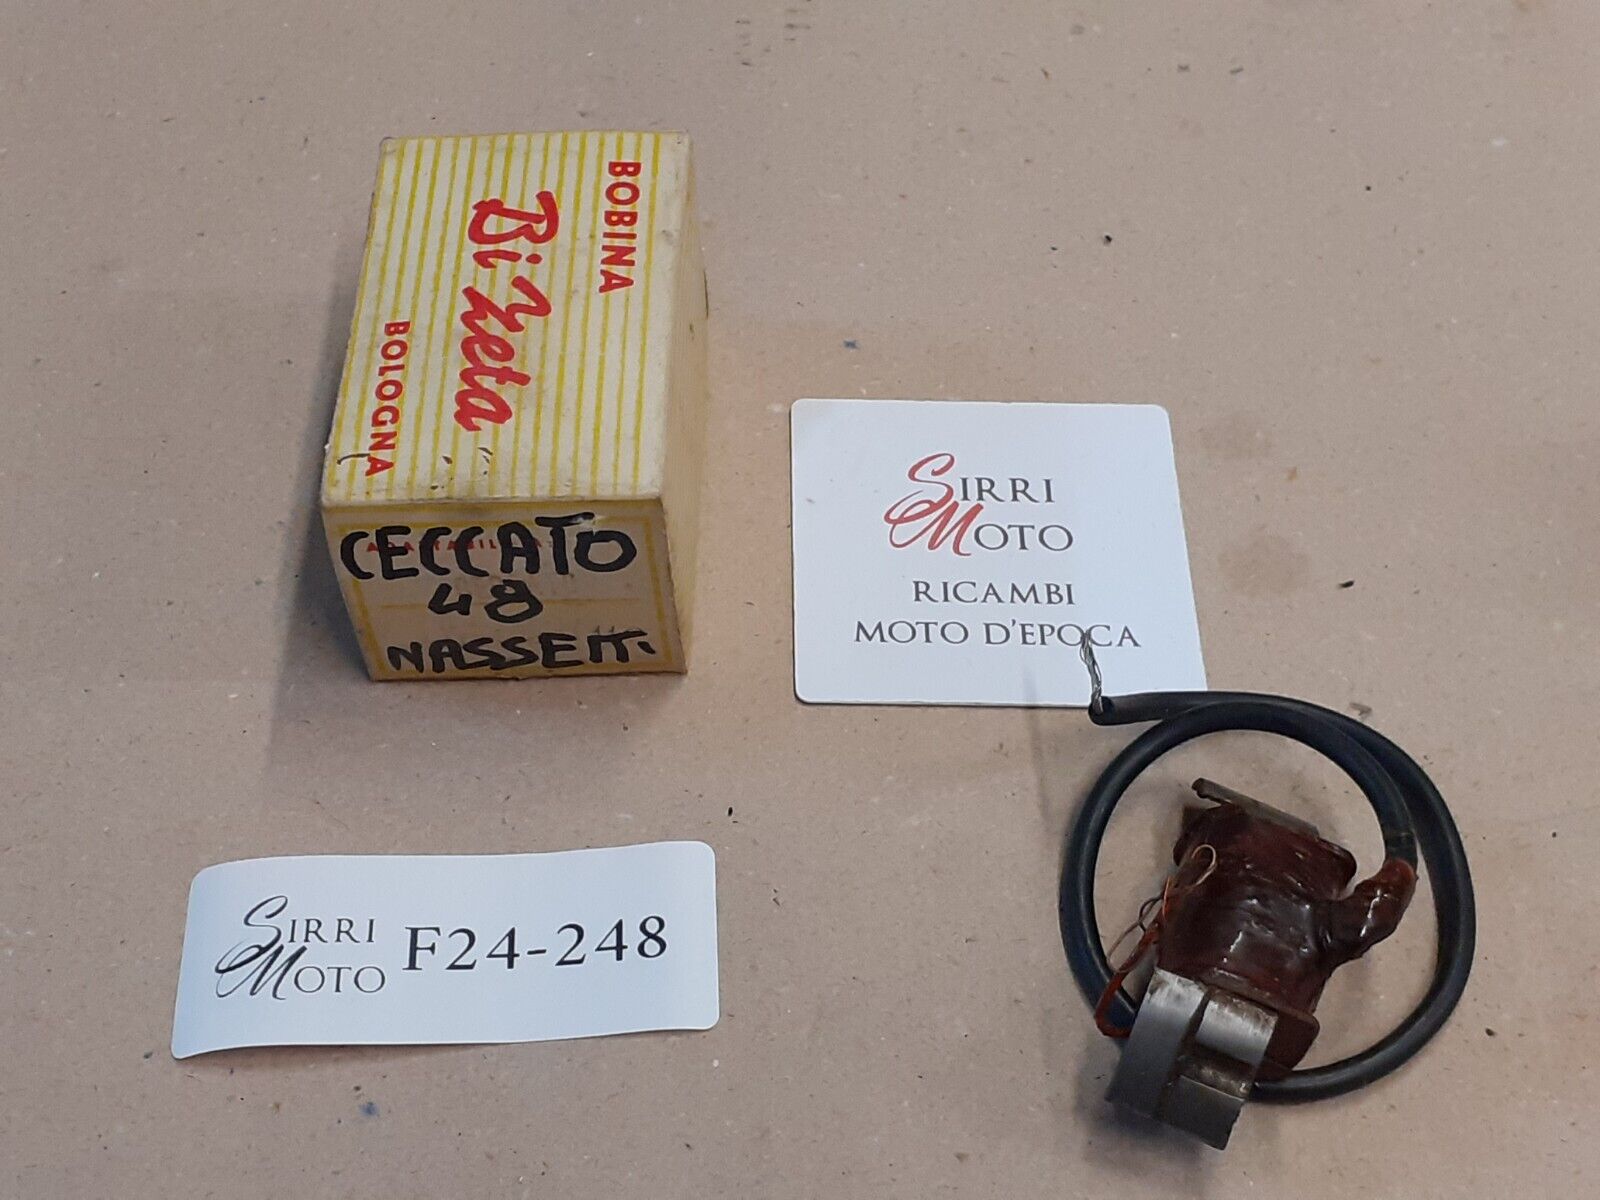 BOBINA
Bi Zeta
BOLOGNA
CECCATO
48
NASSETTI
SIRRI
MOTO
RICAMBI
MOTO D'EPOCA
SIRRI
MOTO
F24-248